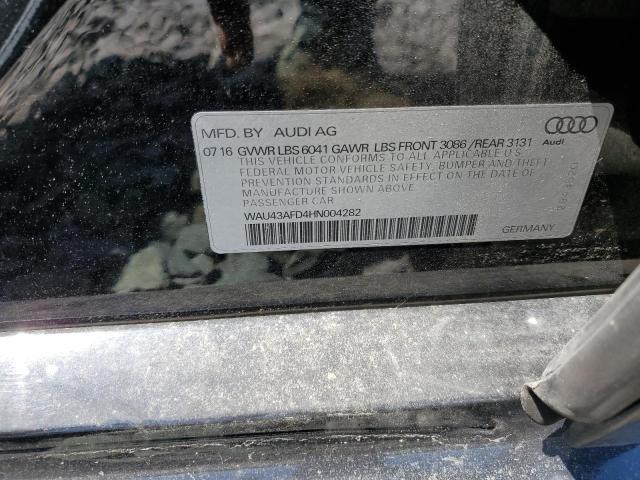 MFD. BY AUDI AG
0716 GVWR LBS 6041 GAWR LBS FRONT 3086 / REAR 3131
THIS VEHICLE CONFORMS TO ALL APPLICABLE U S
FEDERAL MOTOR VEHICLE SAFETY, BUMPER AND THEFT
PREVENTION STANDARDS IN EFFECT ON THE DATE OF
MANUFACTURE SHOWN ABOVE.
PASSENGER CAR
WAU43AFD4HN004282
GERMANY
Audi